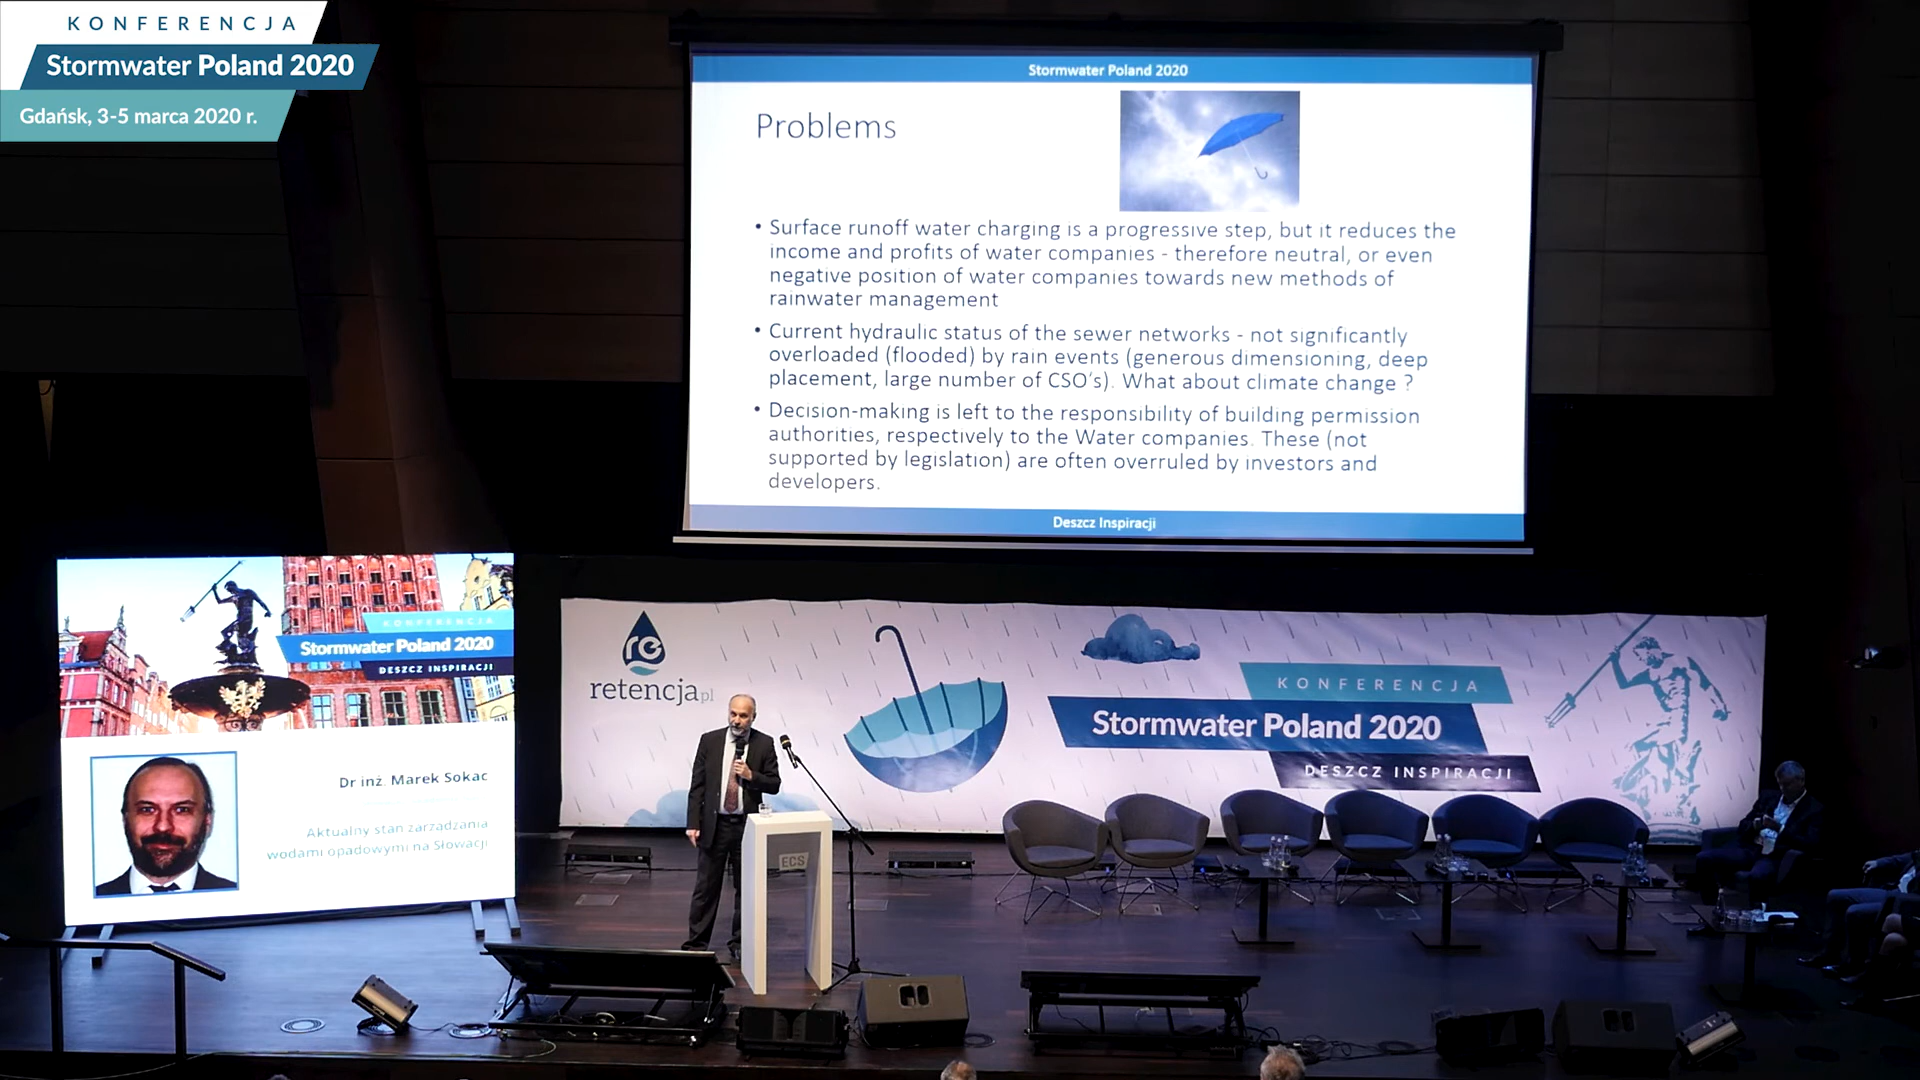 KONFERENCJA
Stormwater Poland 2020
Gdańsk, 3-5 marca 2020 r.
Stormwater Poland 2020
Problems
• Surface runoff water charging is a progressive step, but it reduces the
income and profits of water companies - therefore neutral, or even
negative position of water companies towards new methods of
rainwater management
• Current hydraulic status of the sewer networks - not significantly
overloaded (flooded) by rain events (generous dimensioning, deep
placement, large number of CSO's). What about climate change ?
• Decision-making is left to the responsibility of building permission
authorities, respectively to the Water companies. These (not
supported by legislation) are often overruled by investors and
developers.
Deszcz Inspiracji
KONFERENCJA
Stormwater Poland 2020
DESZCZ INSPIRACJI
Dr inż. Marek Sokac
Aktualny stan zarządzania
wodami opadowymi na Słowacji
re
retencja.pl
KONFERENCJA
Stormwater Poland 2020
DESZCZ INSPIRACJI
ECS